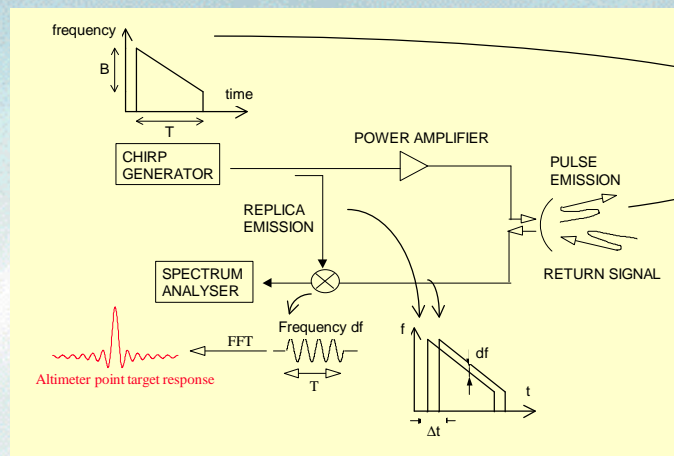 frequency
B
time
T
POWER AMPLIFIER
CHIRP
GENERATOR
PULSE
EMISSION
REPLICA
EMISSION
SPECTRUM
ANALYSER
RETURN SIGNAL
Frequency df
f
df
FFT
T
Altimeter point target response
t
Δt